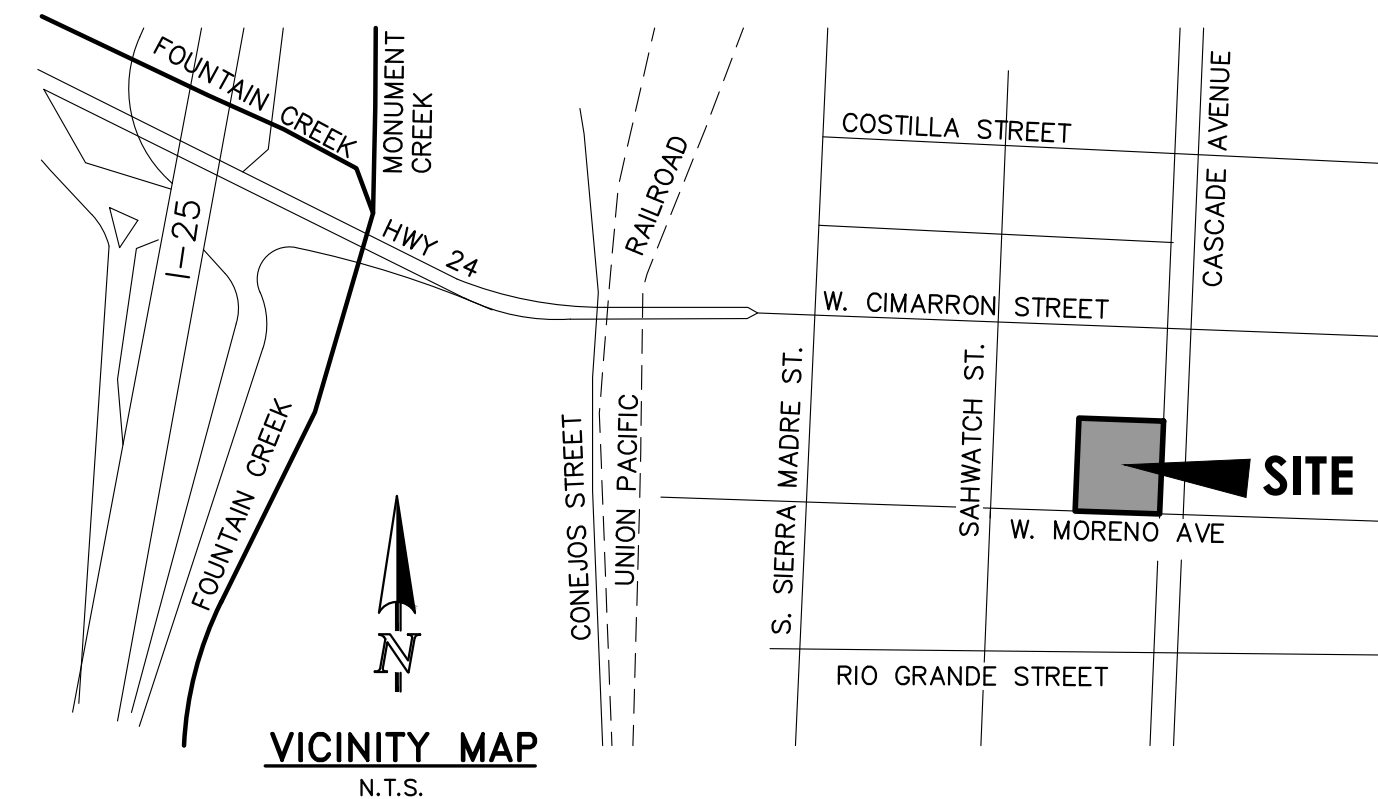 FOUNTAIN CREEK
MONUMENT
CREEK
COSTILLA STREET
CASCADE AVENUE
RAILROAD
I-25
HWY 24
W. CIMARRON STREET
S. SIERRA MADRE ST.
SAHWATCH ST.
UNION PACIFIC
CONEJOS STREET
FOUNTAIN CREEK
SITE
W. MORENO AVE
N
RIO GRANDE STREET
VICINITY MAP
N.T.S.